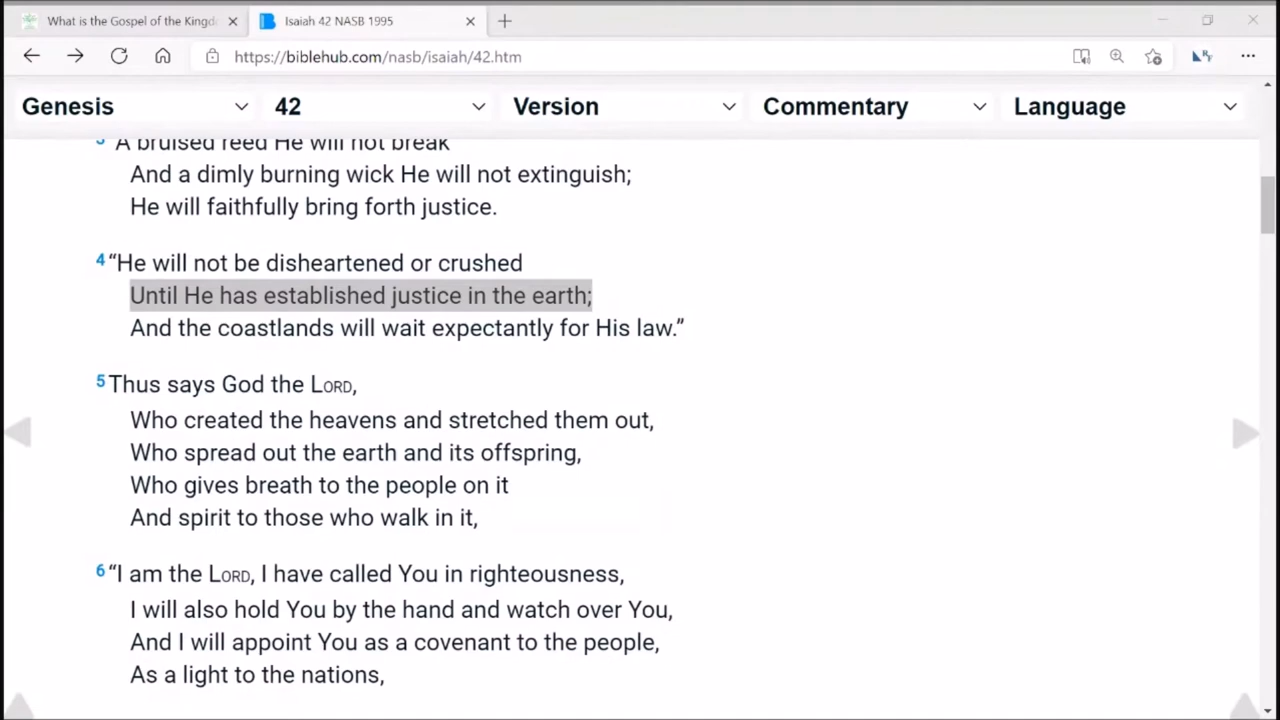 What is the Gospel of the Kingd
Isaiah 42 NASB 1995
https://biblehub.com/nasb/isaiah/42.htm
Genesis 42 Version Commentary Language
3 A bruised reed He will not break
And a dimly burning wick He will not extinguish;
He will faithfully bring forth justice.
4 “He will not be disheartened or crushed
Until He has established justice in the earth;
And the coastlands will wait expectantly for His law.”
5 Thus says God the LORD,
Who created the heavens and stretched them out,
Who spread out the earth and its offspring,
Who gives breath to the people on it
And spirit to those who walk in it,
6 “I am the LORD, I have called You in righteousness,
I will also hold You by the hand and watch over You,
And I will appoint You as a covenant to the people,
As a light to the nations,